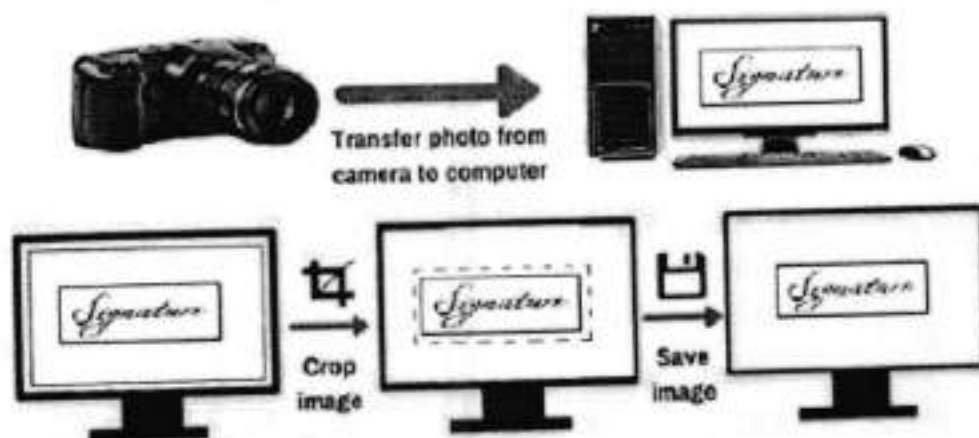 Signature
Transfer photo from
camera to computer
Signature
Crop
image
Signature
Save
image
Signature